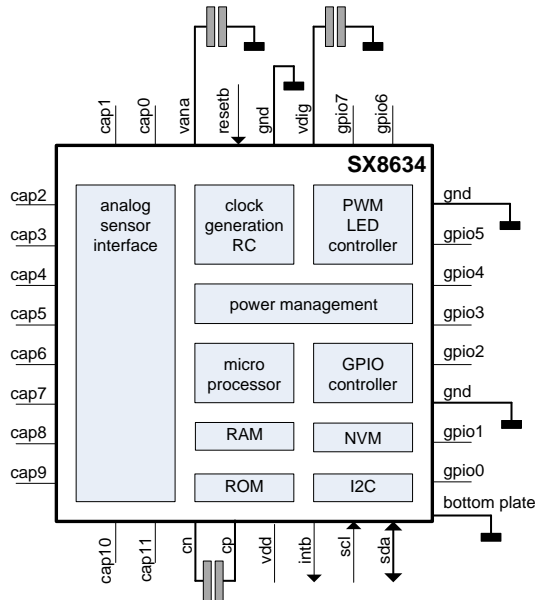 cap1
cap0
vana
resetb
gnd
vdig
gpio7
gpio6
SX8634
cap2
cap3
cap4
cap5
cap6
cap7
cap8
cap9
analog
sensor
interface
clock
generation
RC
PWM
LED
controller
power management
micro
processor
GPIO
controller
RAM
NVM
ROM
I2C
gnd
gpio5
gpio4
gpio3
gpio2
gnd
gpio1
gpio0
bottom plate
cap10
cap11
cn
cp
vdd
intb
scl
sda